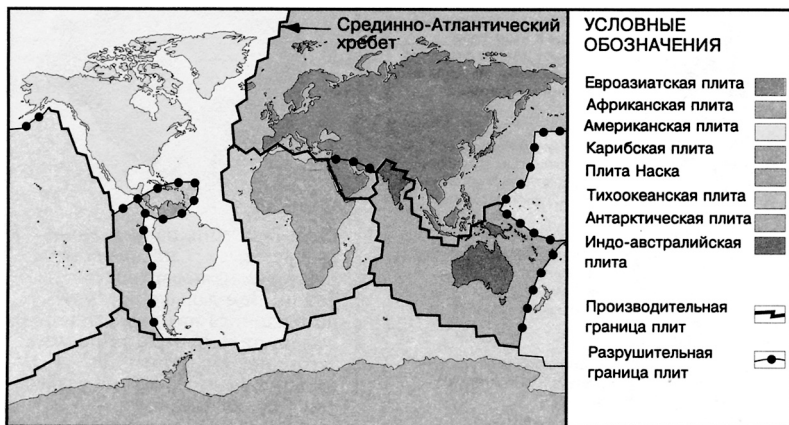 Срединно-Атлантический
хребет
УСЛОВНЫЕ
ОБОЗНАЧЕНИЯ
Евроазиатская плита
Африканская плита
Американская плита
Карибская плита
Плита Наска
Тихоокеанская плита
Антарктическая плита
Индо-австралийская
плита
Производительная
граница плит
Разрушительная
граница плит